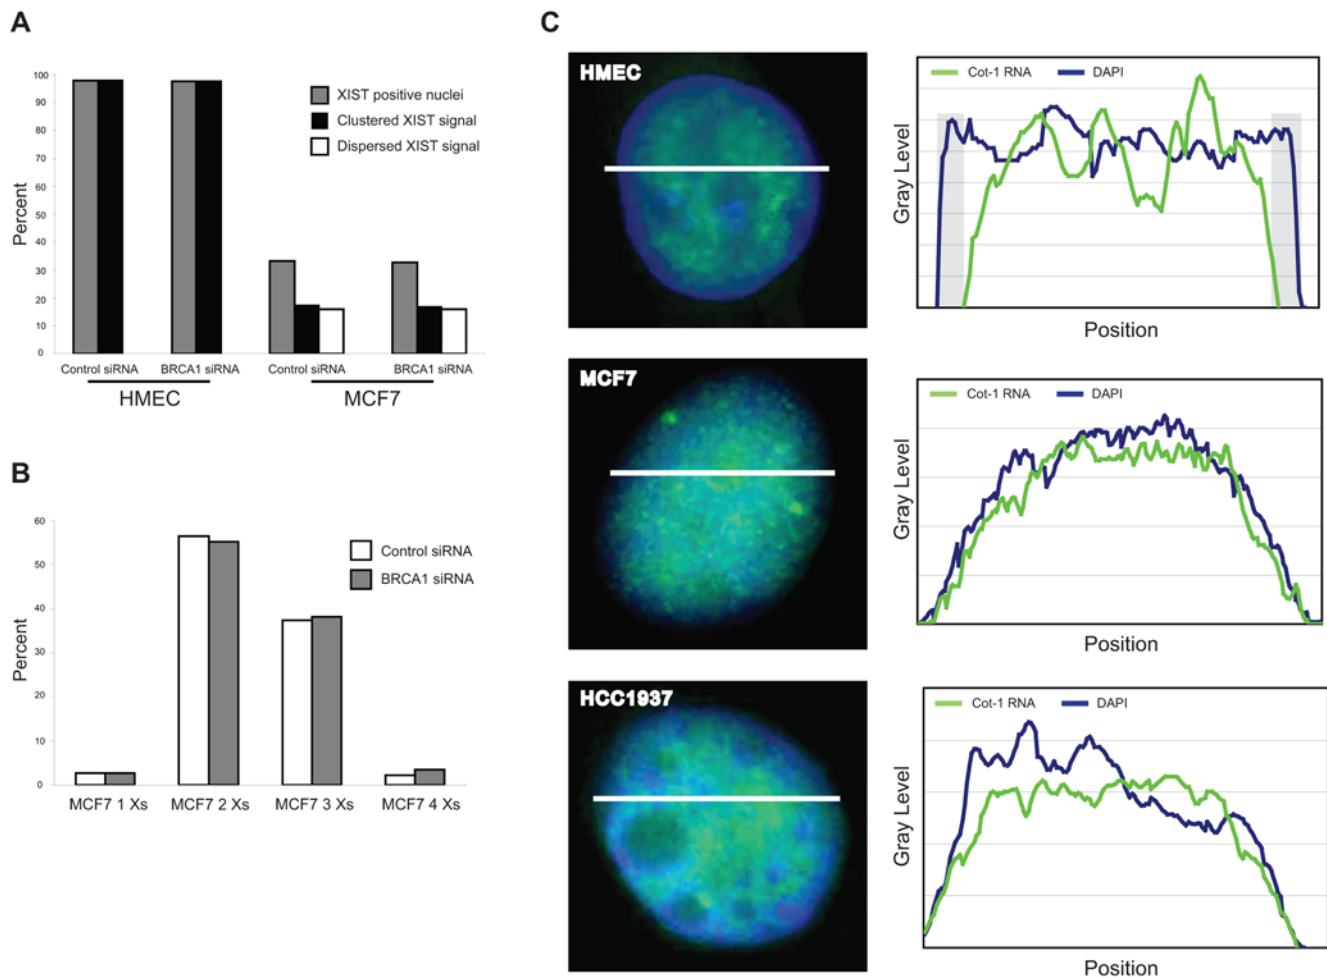 A
100
90
80
70
60
50
40
30
20
10
0
Percent
XIST positive nuclei
Clustered XIST signal
Dispersed XIST signal
Control siRNA BRCA1 siRNA Control siRNA BRCA1 siRNA
HMEC MCF7
B
60
50
40
30
20
10
0
Percent
Control siRNA
BRCA1 siRNA
MCF7 1 Xs MCF7 2 Xs MCF7 3 Xs MCF7 4 Xs
C
HMEC
Cot-1 RNA DAPI
Gray Level
Position
MCF7
Cot-1 RNA DAPI
Gray Level
Position
HCC1937
Cot-1 RNA DAPI
Gray Level
Position